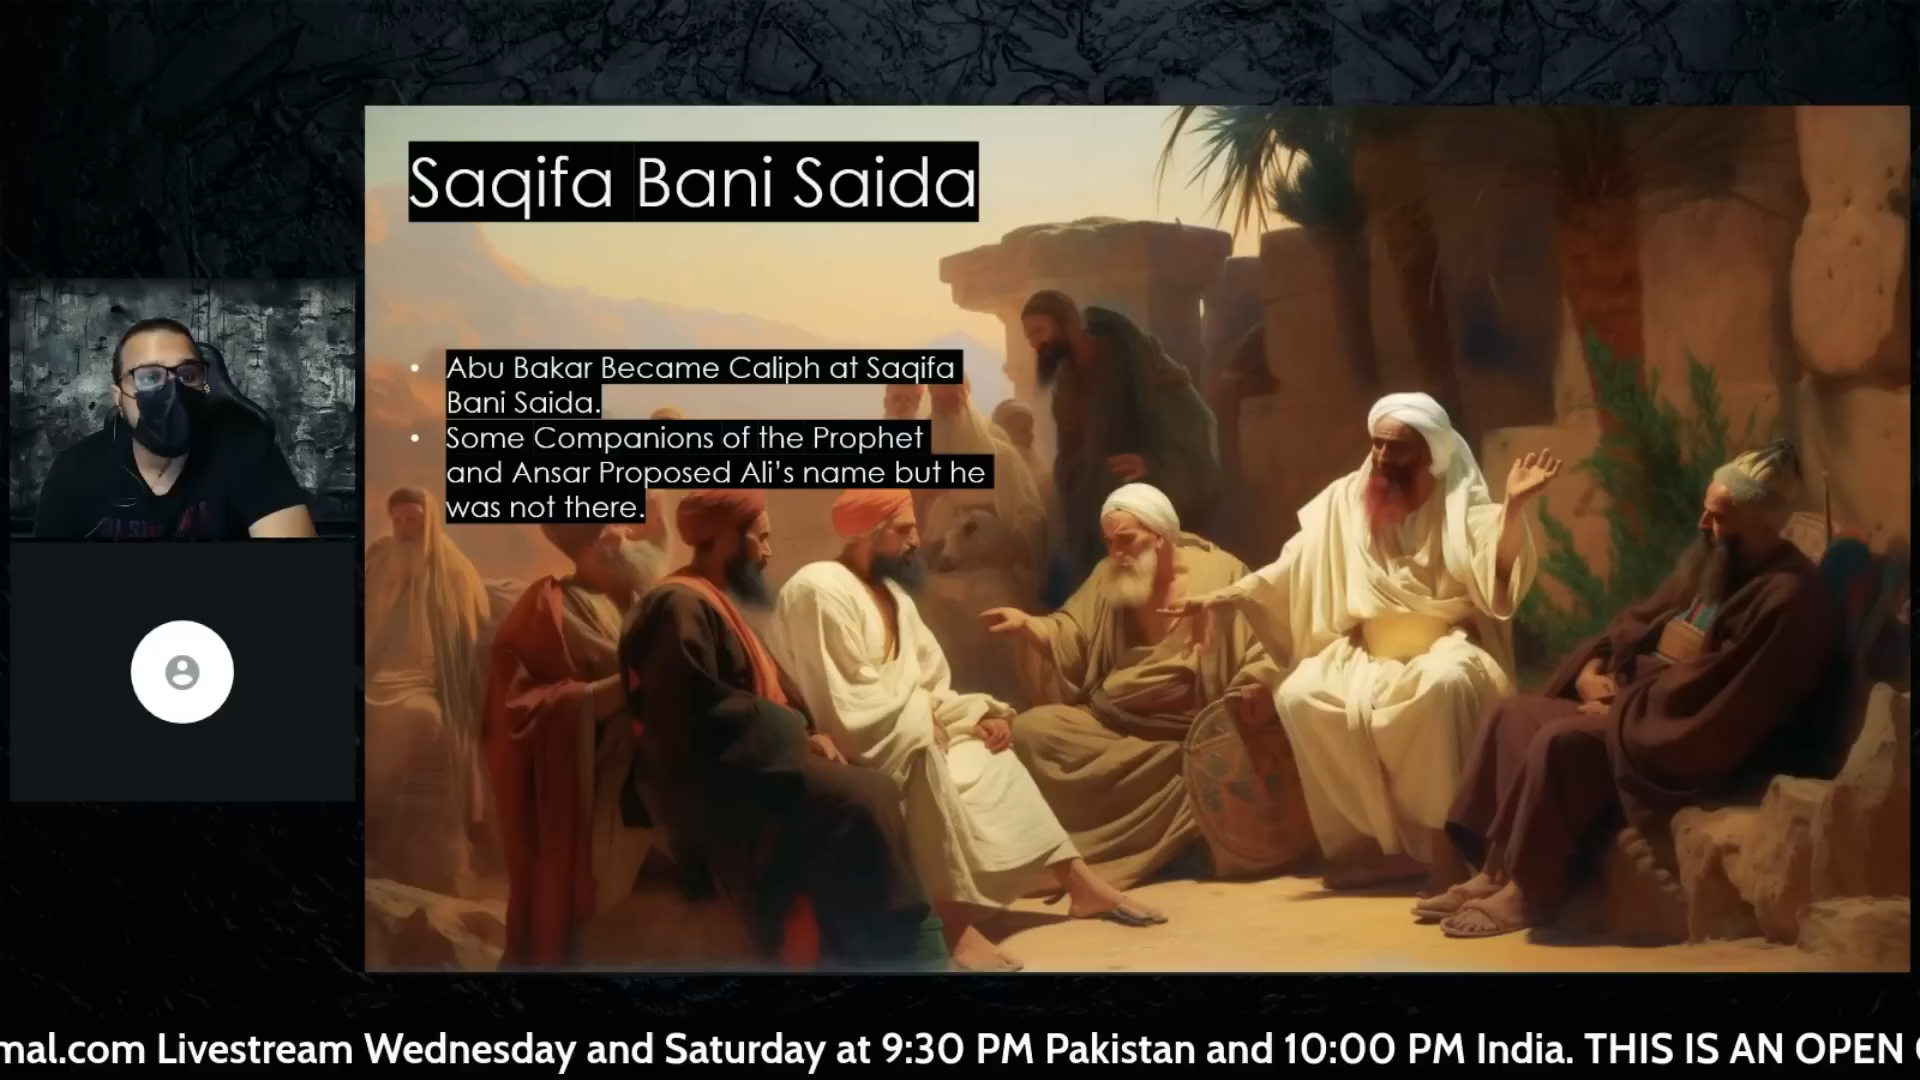 Saqifa Bani Saida
• Abu Bakar Became Caliph at Saqifa
Bani Saida.
• Some Companions of the Prophet
and Ansar Proposed Ali's name but he
was not there.
mal.com Livestream Wednesday and Saturday at 9:30 PM Pakistan and 10:00 PM India. THIS IS AN OPEN